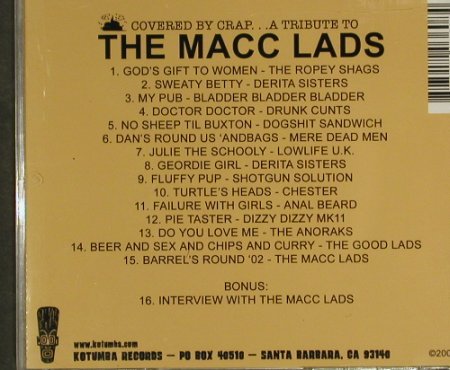 COVERED BY CRAP. . .A TRIBUTE TO
THE MACC LADS
1. GOD'S GIFT TO WOMEN - THE ROPEY SHAGS
2. SWEATY BETTY - DERITA SISTERS
3. MY PUB - BLADDER BLADDER BLADDER
4. DOCTOR DOCTOR - DRUNK CUNTS
5. NO SHEEP TIL BUXTON - DOGSHIT SANDWICH
6. DAN'S ROUND US 'ANDBAGS - MERE DEAD MEN
7. JULIE THE SCHOOLY - LOWLIFE U.K.
8. GEORDIE GIRL - DERITA SISTERS
9. FLUFFY PUP - SHOTGUN SOLUTION
10. TURTLE'S HEADS - CHESTER
11. FAILURE WITH GIRLS - ANAL BEARD
12. PIE TASTER - DIZZY DIZZY MK11
13. DO YOU LOVE ME - THE ANORAKS
14. BEER AND SEX AND CHIPS AND CURRY - THE GOOD LADS
15. BARREL'S ROUND '02 - THE MACC LADS
BONUS:
16. INTERVIEW WITH THE MACC LADS
www.kotumba.com
KOTUMBA RECORDS — PO BOX 40510 — SANTA BARBARA, CA 93140